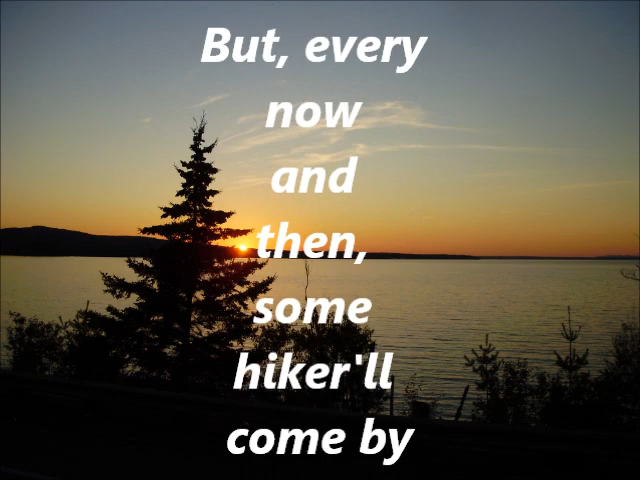 But, every
now
and
then,
some
hiker'll
come by